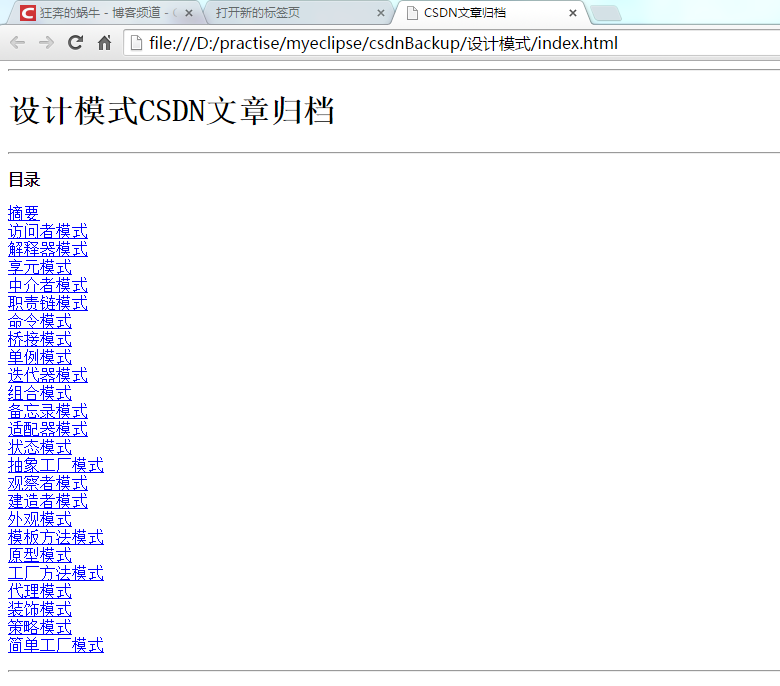 狂奔的蜗牛 - 博客频道 -
打开新的标签页
CSDN文章归档
file:///D:/practise/myeclipse/csdnBackup/设计模式/index.html
设计模式CSDN文章归档
目录
摘要
访问者模式
解释器模式
享元模式
中介者模式
职责链模式
命令模式
桥接模式
单例模式
迭代器模式
组合模式
备忘录模式
适配器模式
状态模式
抽象工厂模式
观察者模式
建造者模式
外观模式
模板方法模式
原型模式
工厂方法模式
代理模式
装饰模式
策略模式
简单工厂模式